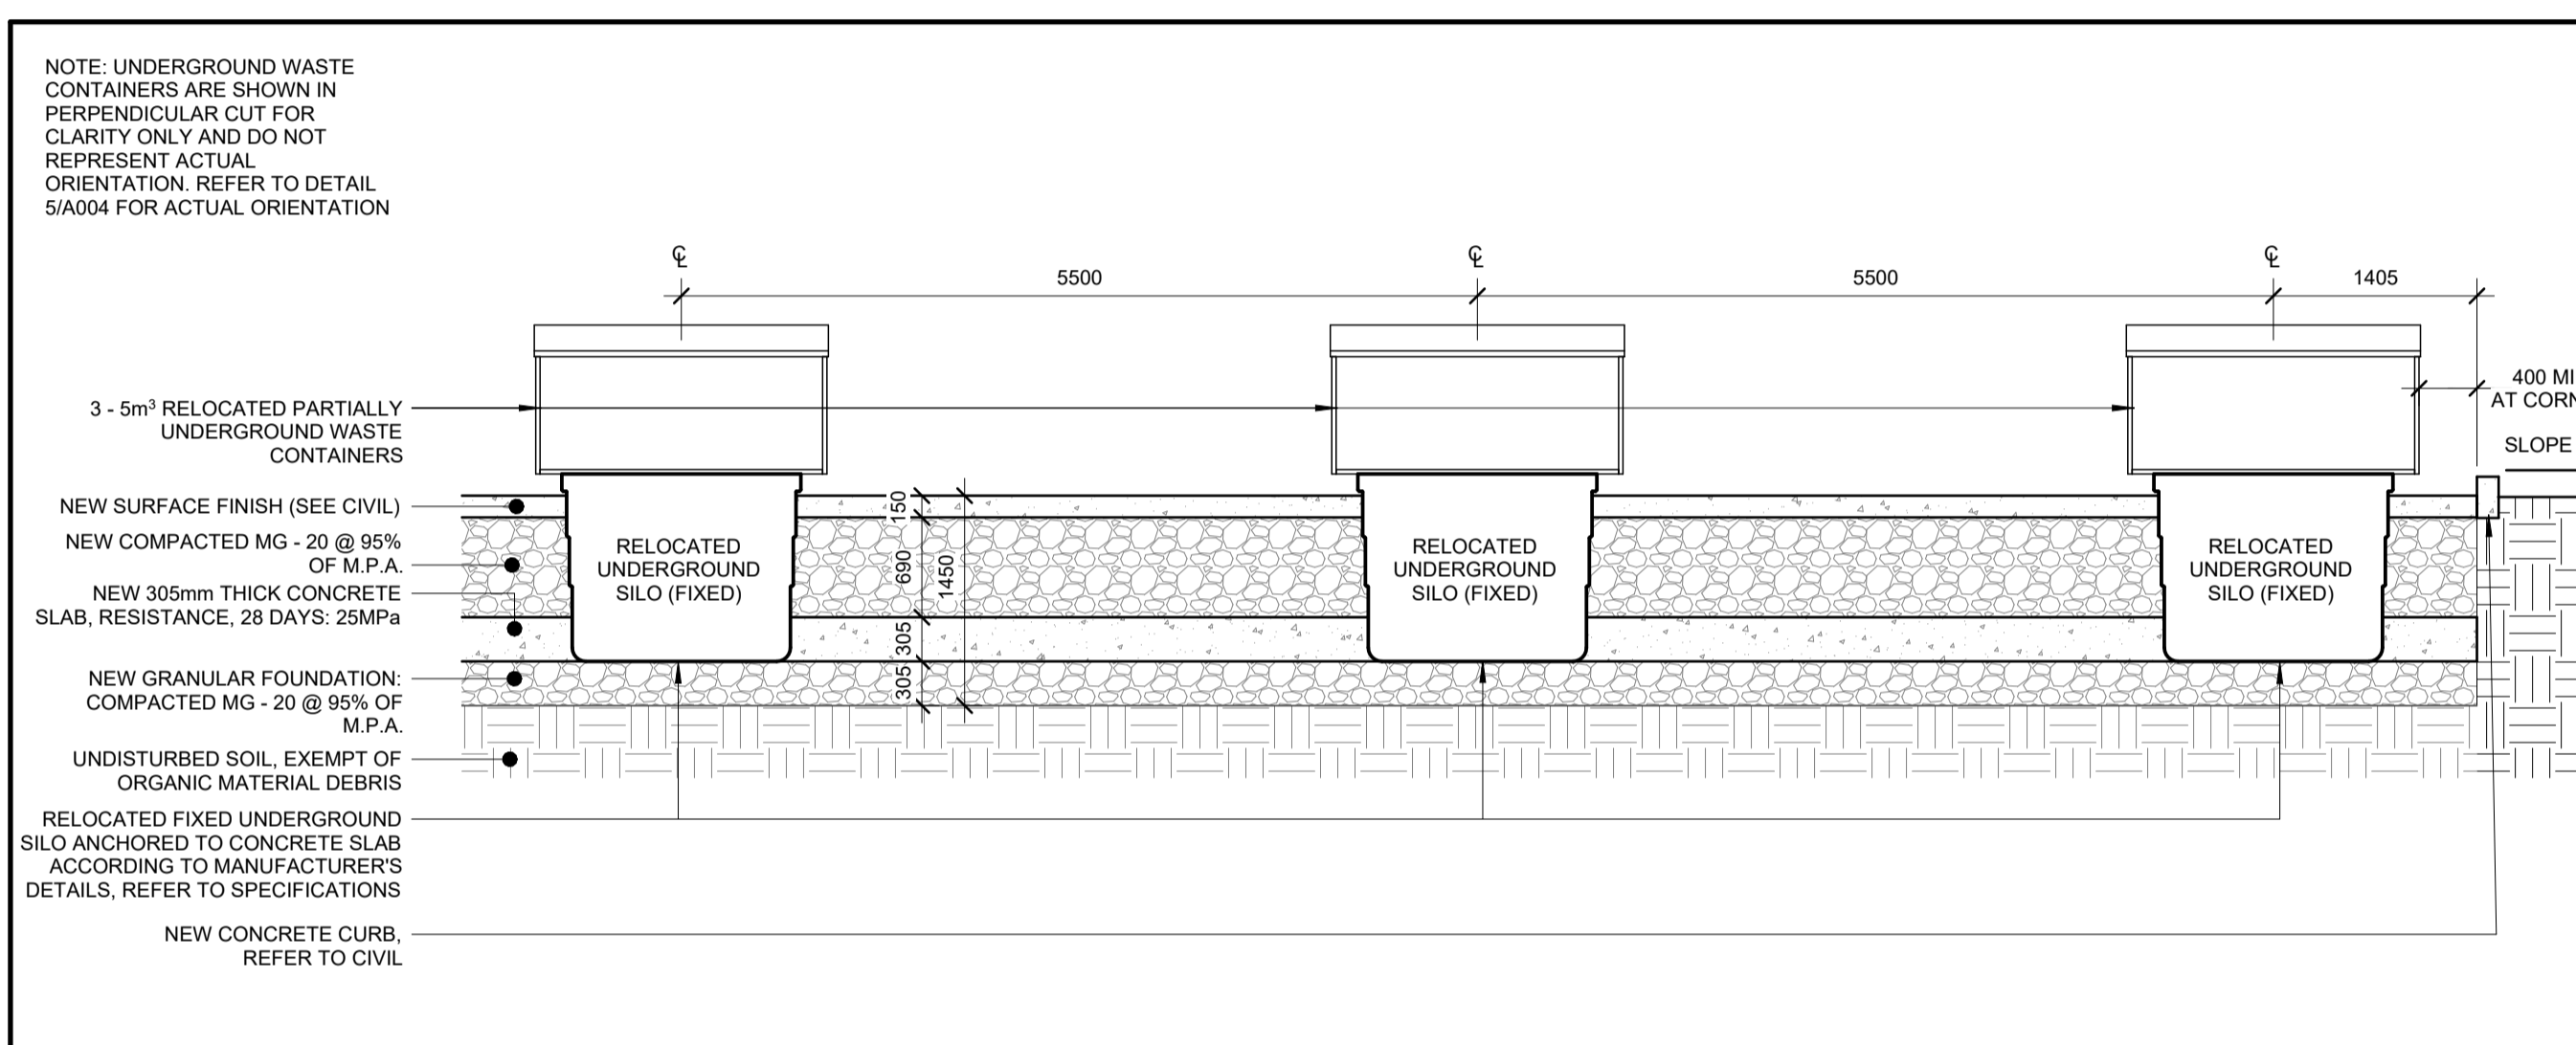 NOTE: UNDERGROUND WASTE
CONTAINERS ARE SHOWN IN
PERPENDICULAR CUT FOR
CLARITY ONLY AND DO NOT
REPRESENT ACTUAL
ORIENTATION. REFER TO DETAIL
5/A004 FOR ACTUAL ORIENTATION
℄
℄
℄
5500
5500
1405
400 MI
AT CORN
SLOPE
3 - 5m³ RELOCATED PARTIALLY
UNDERGROUND WASTE
CONTAINERS
NEW SURFACE FINISH (SEE CIVIL)
NEW COMPACTED MG - 20 @ 95%
OF M.P.A.
NEW 305mm THICK CONCRETE
SLAB, RESISTANCE, 28 DAYS: 25MPa
NEW GRANULAR FOUNDATION:
COMPACTED MG - 20 @ 95% OF
M.P.A.
UNDISTURBED SOIL, EXEMPT OF
ORGANIC MATERIAL DEBRIS
RELOCATED FIXED UNDERGROUND
SILO ANCHORED TO CONCRETE SLAB
ACCORDING TO MANUFACTURER'S
DETAILS, REFER TO SPECIFICATIONS
NEW CONCRETE CURB,
REFER TO CIVIL
RELOCATED
UNDERGROUND
SILO (FIXED)
150
690
305
305
1450
RELOCATED
UNDERGROUND
SILO (FIXED)
RELOCATED
UNDERGROUND
SILO (FIXED)